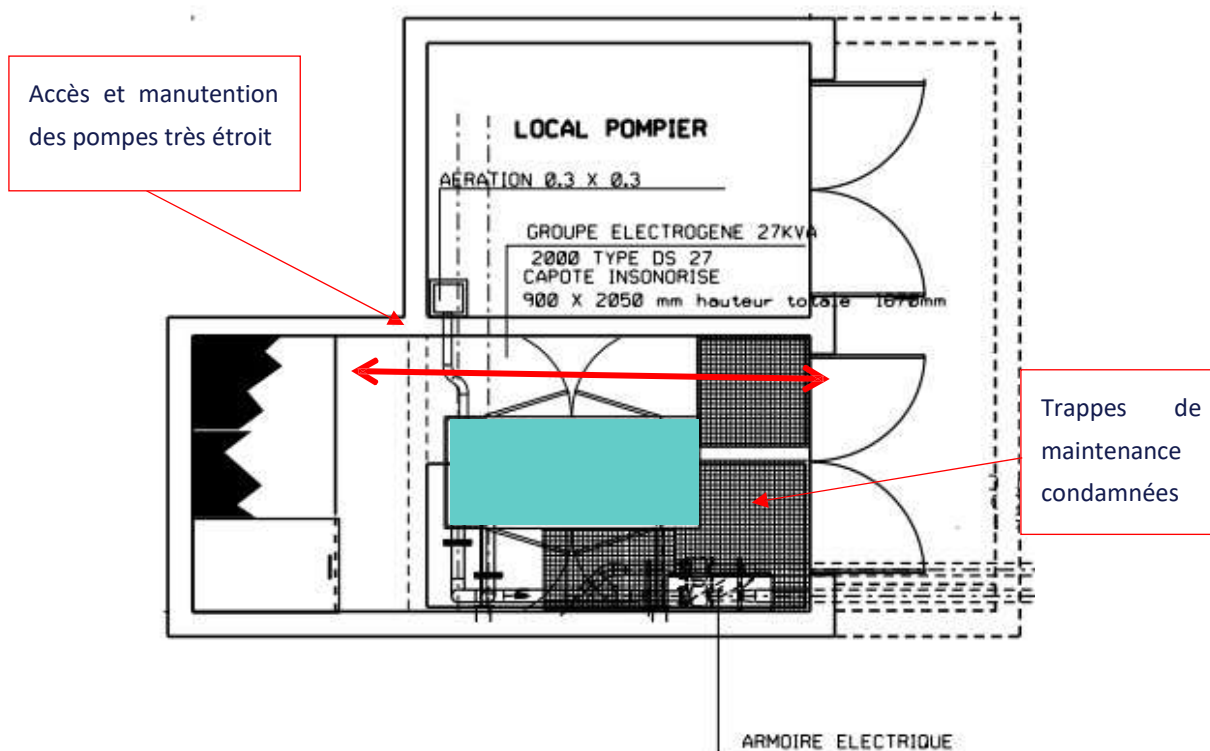 Accès et manutention
des pompes très étroit
LOCAL POMPIER
AERATION 0.3 X 0.3
GROUPE ELECTROGENE 27KVA
2000 TYPE DS 27
CAPOTE INSONORISE
900 X 2050 mm hauteur totale 1670mm
Trappes de
maintenance
condamnées
ARMOIRE ELECTRIQUE